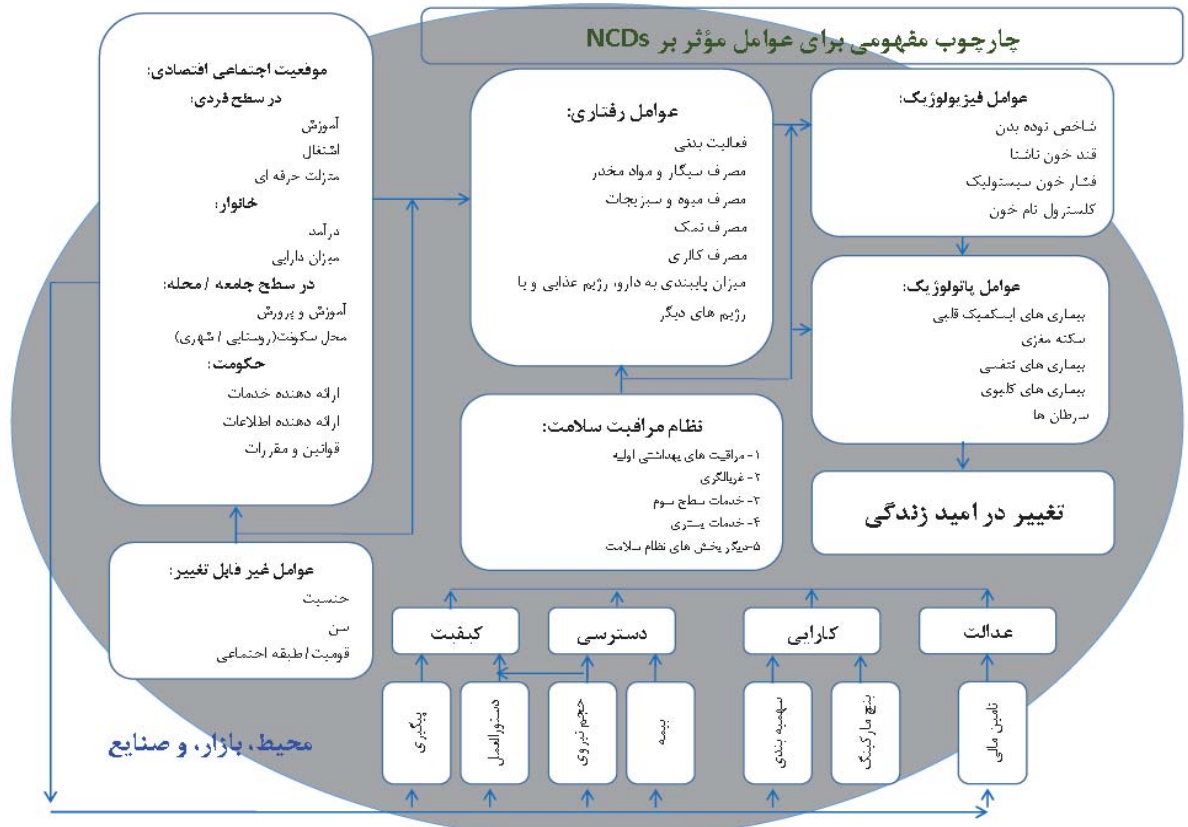 چارچوب مفهومی برای عوامل مؤثر بر NCDs
موقعیت اجتماعی اقتصادی:
در سطح فردی:
آموزش
اشتغال
منزلت حرفه ای
خانوار:
درآمد
میزان دارایی
در سطح جامعه / محله:
آموزش و پرورش
محل سکونت(روستایی / شهری)
حکومت:
ارائه دهنده خدمات
ارائه دهنده اطلاعات
قوانین و مقررات
عوامل رفتاری:
فعالیت بدنی
مصرف سیگار و مواد مخدر
مصرف میوه و سبزیجات
مصرف نمک
مصرف کالری
میزان پایبندی به دارو، رژیم غذایی و یا
رژیم های دیگر
عوامل فیزیولوژیک:
شاخص توده بدن
قند خون ناشتا
فشار خون سیستولیک
کلسترول تام خون
عوامل پاتولوژیک:
بیماری های ایسکمیک قلبی
سکته مغزی
بیماری های تنفسی
بیماری های کلیوی
سرطان ها
تغییر در امید زندگی
نظام مراقبت سلامت:
۱- مراقبت های بهداشتی اولیه
۲- غربالگری
۳- خدمات سطح سوم
۴- خدمات بستری
۵-دیگر بخش های نظام سلامت
عوامل غیر قابل تغییر:
جنسیت
سن
قومیت/ طبقه اجتماعی
عدالت
کارایی
دسترسی
کیفیت
تامین مالی
بنچ مارکینگ
سهمیه بندی
بیمه
حجم نیروی
دستورالعمل
پیگیری
محیط، بازار، و صنایع